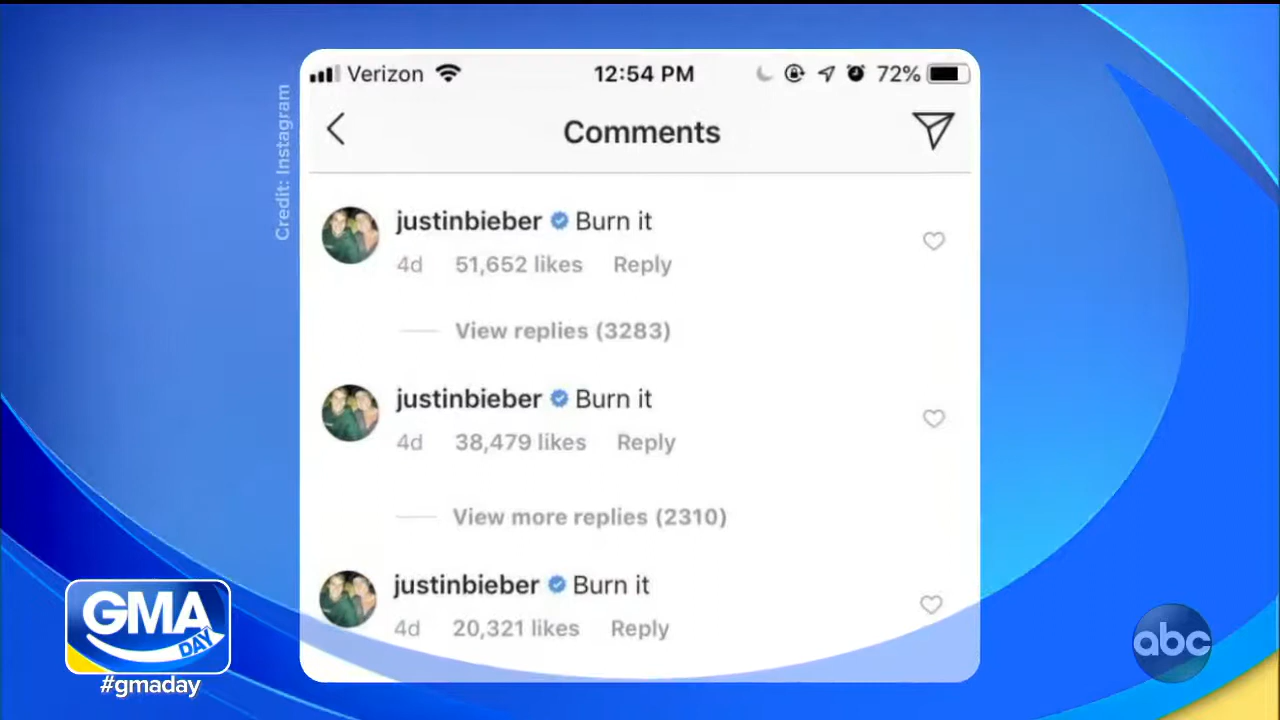 Verizon
12:54 PM
72%
Comments
Credit: Instagram
justinbieber Burn it
4d 51,652 likes Reply
View replies (3283)
justinbieber Burn it
4d 38,479 likes Reply
View more replies (2310)
justinbieber Burn it
4d 20,321 likes Reply
GMA
DAY
#gmaday
abc